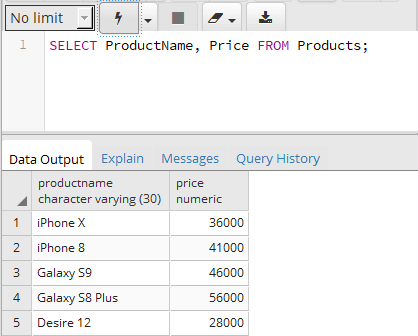 No limit
1 SELECT ProductName, Price FROM Products;
Data Output Explain Messages Query History
productname price
character varying (30) numeric
1 iPhone X 36000
2 iPhone 8 41000
3 Galaxy S9 46000
4 Galaxy S8 Plus 56000
5 Desire 12 28000